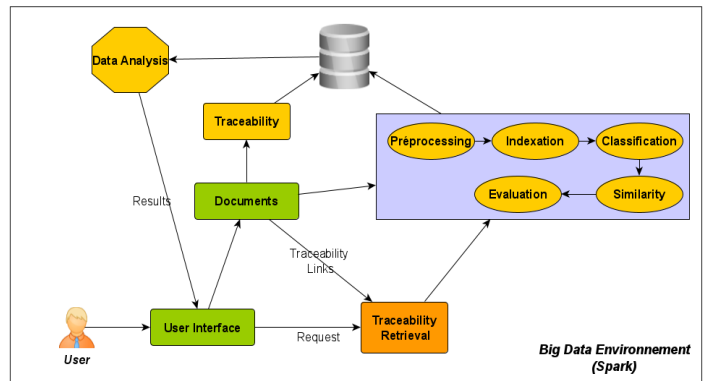 Data Analysis
Traceability
Préprocessing
Indexation
Classification
Evaluation
Similarity
Documents
Results
Traceability
Links
User Interface
Request
Traceability
Retrieval
User
Big Data Environnement
(Spark)